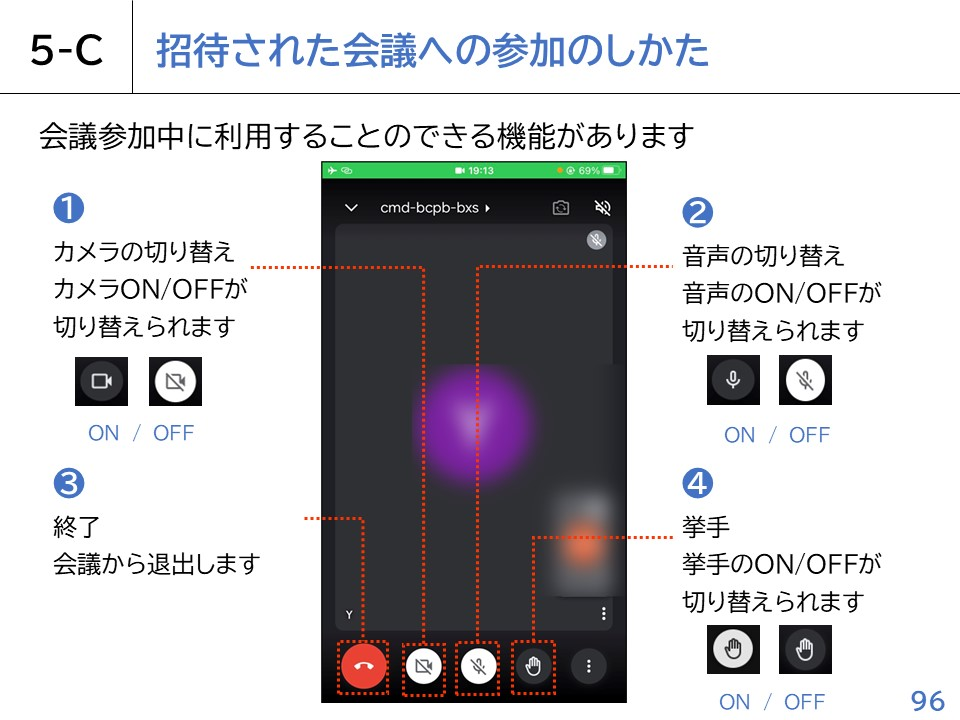 5-C
招待された会議への参加のしかた
会議参加中に利用することのできる機能があります
❶
カメラの切り替え
カメラON/OFFが
切り替えられます
ON / OFF
❸
終了
会議から退出します
19:13
69%
cmd-bcpb-bxs
Y
❷
音声の切り替え
音声のON/OFFが
切り替えられます
ON / OFF
❹
挙手
挙手のON/OFFが
切り替えられます
ON / OFF
96